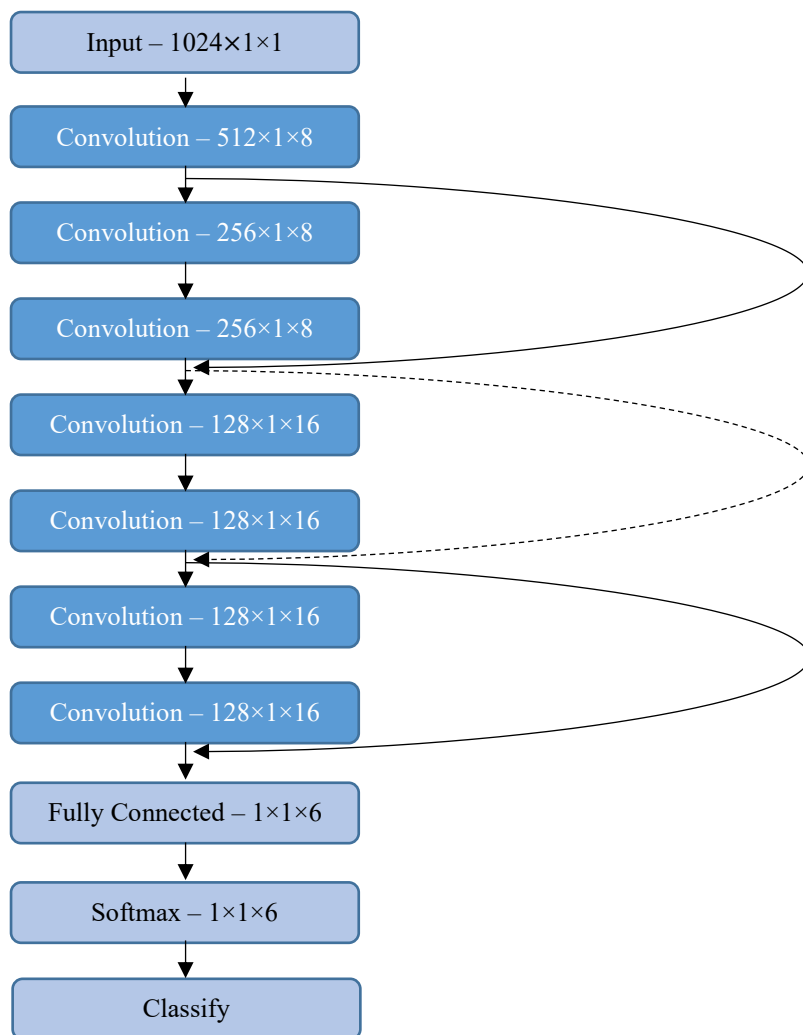 Input – 1024×1×1
Convolution – 512×1×8
Convolution – 256×1×8
Convolution – 256×1×8
Convolution – 128×1×16
Convolution – 128×1×16
Convolution – 128×1×16
Convolution – 128×1×16
Fully Connected – 1×1×6
Softmax – 1×1×6
Classify